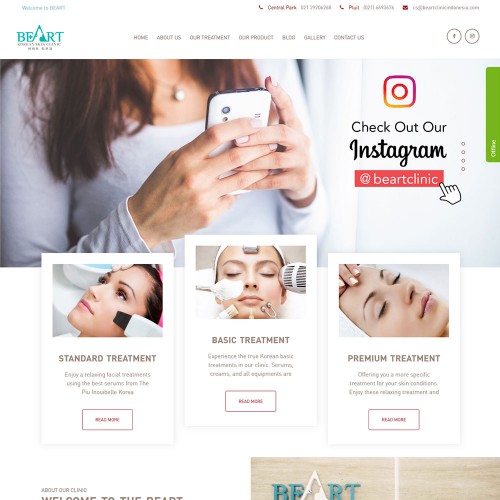 Welcome to BEART
Central Park 021 29206268
Pluit (021) 6693676
cs@beartclinicindonesia.com
BEART
KOREAN SKIN CLINIC
HOME
ABOUT US
OUR TREATMENT
OUR PRODUCT
BLOG
GALLERY
CONTACT US
Check Out Our
Instagram
@beartclinic
Offline
STANDARD TREATMENT
Enjoy a relaxing facial treatments
using the best serums from The
Piu Inoubelle Korea
READ MORE
BASIC TREATMENT
Experience the true Korean basic
treatments in our clinic. Serums,
creams, and all equipments are
READ MORE
PREMIUM TREATMENT
Offering you a more specific
treatment for your skin conditions.
Enjoy these relaxing treatment and
READ MORE
ABOUT OUR CLINIC
WELCOME TO THE BEART
BEART